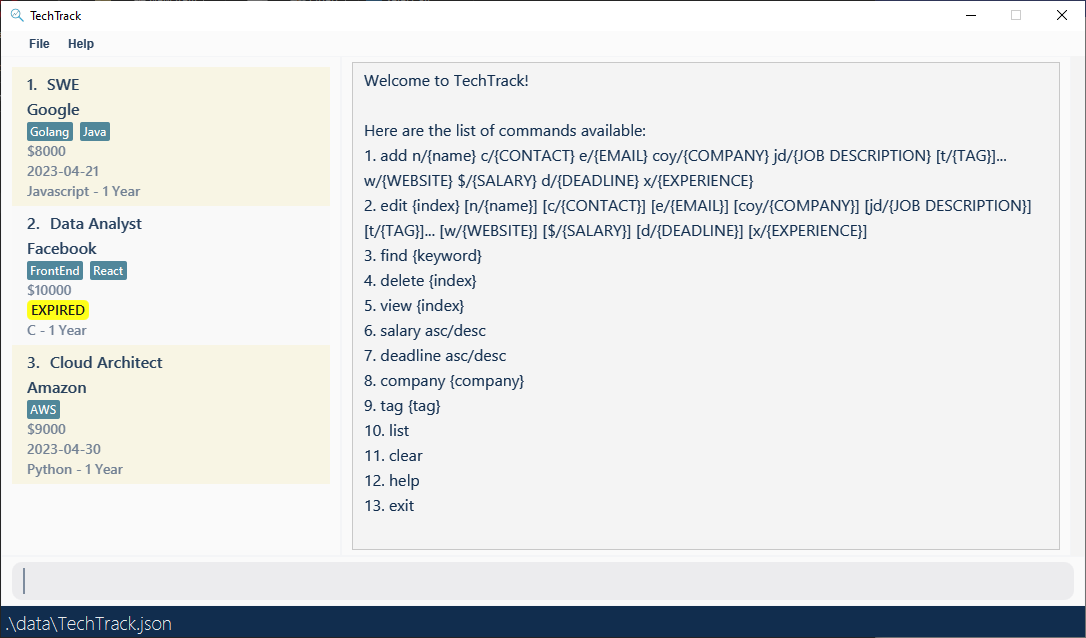 TechTrack
File Help
1. SWE
Google
Golang Java
$8000
2023-04-21
Javascript - 1 Year
2. Data Analyst
Facebook
FrontEnd React
$10000
EXPIRED
C - 1 Year
3. Cloud Architect
Amazon
AWS
$9000
2023-04-30
Python - 1 Year
Welcome to TechTrack!
Here are the list of commands available:
1. add n/{name} c/{CONTACT} e/{EMAIL} coy/{COMPANY} jd/{JOB DESCRIPTION} [t/{TAG}]...
w/{WEBSITE} $/{SALARY} d/{DEADLINE} x/{EXPERIENCE}
2. edit {index} [n/{name}] [c/{CONTACT}] [e/{EMAIL}] [coy/{COMPANY}] [jd/{JOB DESCRIPTION}]
[t/{TAG}]... [w/{WEBSITE}] [$/{SALARY}] [d/{DEADLINE}] [x/{EXPERIENCE}]
3. find {keyword}
4. delete {index}
5. view {index}
6. salary asc/desc
7. deadline asc/desc
8. company {company}
9. tag {tag}
10. list
11. clear
12. help
13. exit
.\data\TechTrack.json